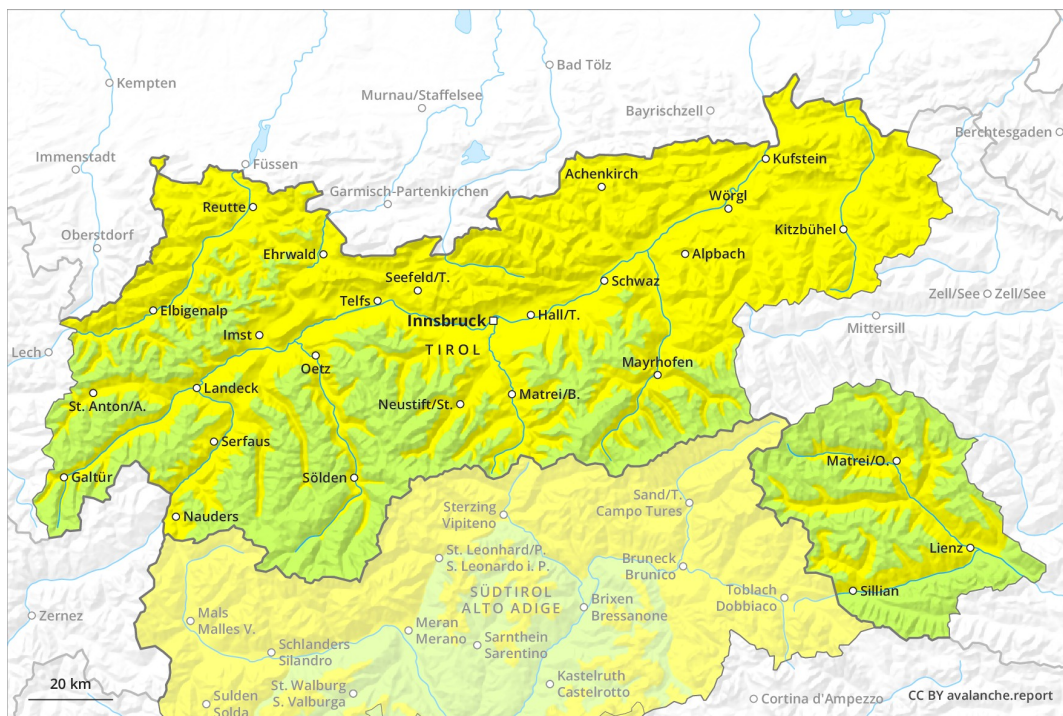 Kempten
Bad Tölz
Murnau/Staffelsee
Bayrischzell
Berchtesgaden
Immenstadt
Füssen
Kufstein
Achenkirch
Garmisch-Partenkirchen
Wörgl
Reutte
Oberstdorf
Kitzbühel
Ehrwald
Alpbach
Seefeld/T.
Schwaz
Zell/See
Zell/See
Telfs
Elbigenalp
Hall/T.
Innsbruck
Mittersill
Imst
TIROL
Lech
Oetz
Mayrhofen
Landeck
Matrei/B.
St. Anton/A.
Neustift/St.
Serfaus
Matrei/O.
Galtür
Sölden
Sand/T.
Campo Tures
Sterzing
Vipiteno
Nauders
Lienz
St. Leonhard/P.
S. Leonardo i. P.
Bruneck
Brunico
SÜDTIROL
ALTO ADIGE
Toblach
Dobbiaco
Sillian
Brixen
Bressanone
Zernez
Mals
Malles V.
Meran
Merano
Sarnthein
Sarentino
Schlanders
Silandro
Kastelruth
Castelrotto
20 km
St. Walburg
S. Valburga
Sulden
Solda
Cortina d'Ampezzo
CC BY avalanche.report